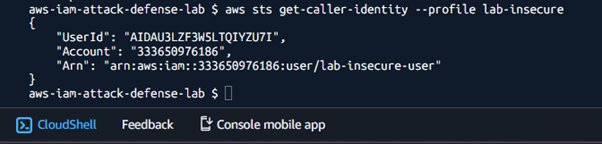 aws-iam-attack-defense-lab $ aws sts get-caller-identity --profile lab-insecure
{
    "UserId": "AIDAU3LZF3W5LTQIYZU7I",
    "Account": "333650976186",
    "Arn": "arn:aws:iam::333650976186:user/lab-insecure-user"
}
aws-iam-attack-defense-lab $
CloudShell Feedback Console mobile app